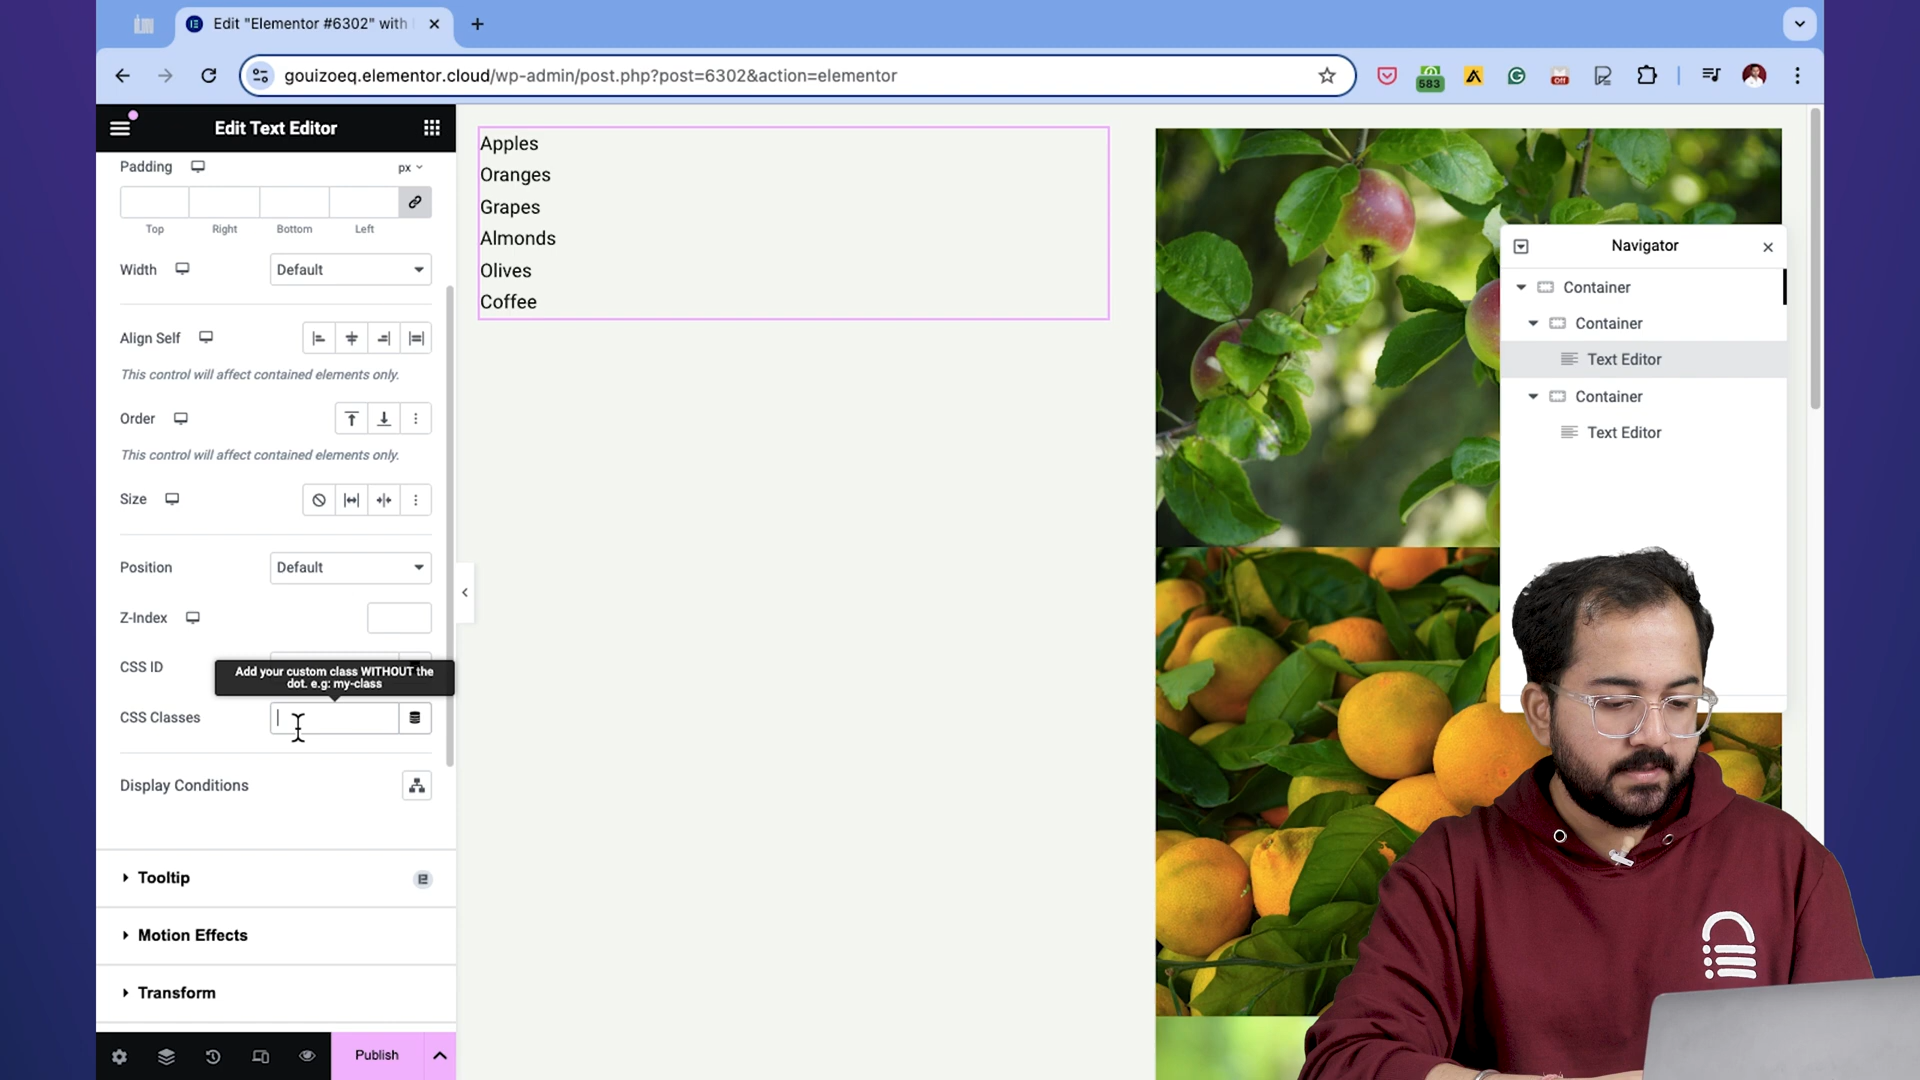 Edit "Elementor #6302" with
gouizoeq.elementor.cloud/wp-admin/post.php?post=6302&action=elementor
583
Off
Edit Text Editor
Padding
px
Top Right Bottom Left
Width
Default
Align Self
This control will affect contained elements only.
Order
This control will affect contained elements only.
Size
Position
Default
Z-Index
CSS ID
Add your custom class WITHOUT the
dot. e.g: my-class
CSS Classes
Display Conditions
Tooltip
Motion Effects
Transform
Publish
Apples
Oranges
Grapes
Almonds
Olives
Coffee
Navigator
Container
Container
Text Editor
Container
Text Editor